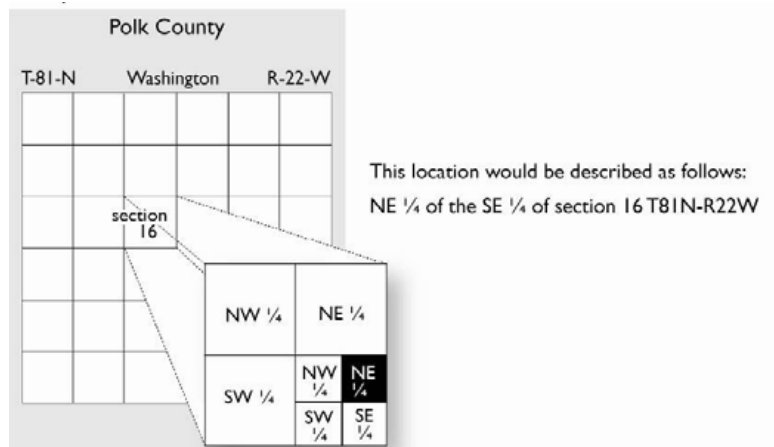 Polk County
T-81-N Washington R-22-W
This location would be described as follows:
NE ¼ of the SE ¼ of section 16 T81N-R22W
section
16
NW ¼ NE ¼
SW ¼
NW
¼
NE
¼
SW
¼
SE
¼